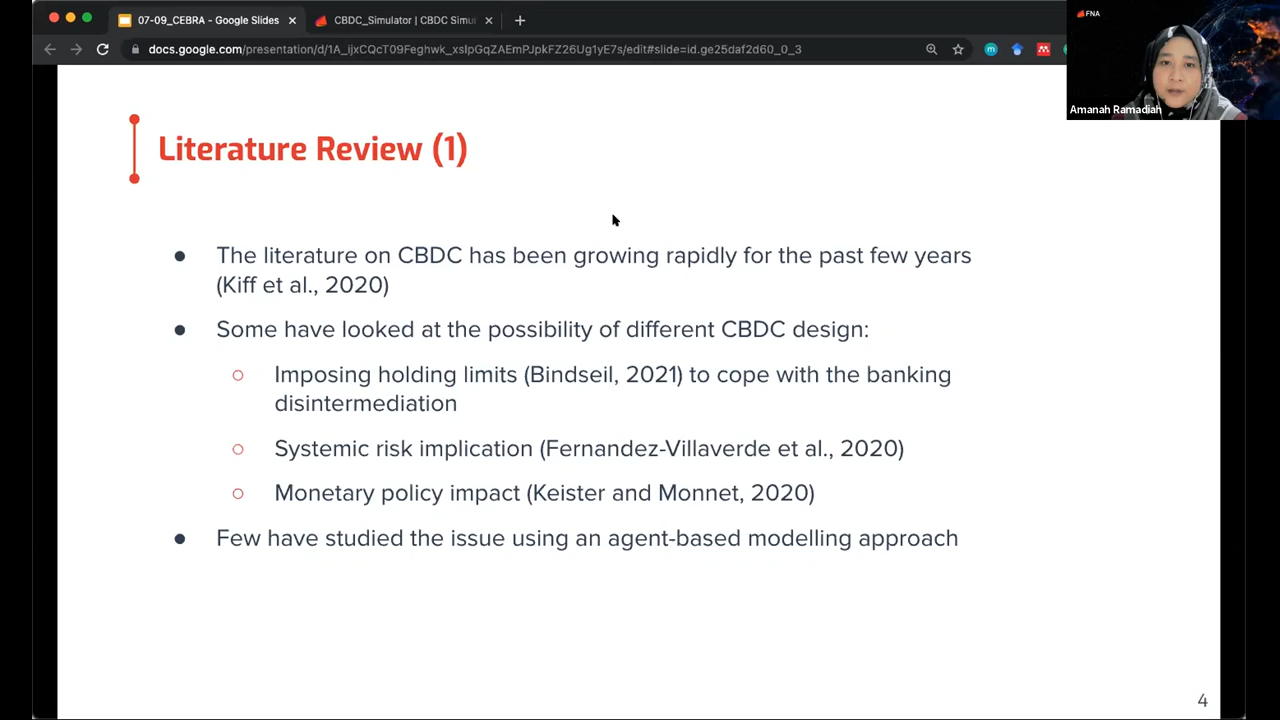 07-09_CEBRA - Google Slides
CBDC_Simulator | CBDC Simul
docs.google.com/presentation/d/1A_ijxCQcT09Feghwk_xsIpGqZAEmPJpkFZ26Ug1yE7s/edit#slide=id.ge25daf2d60_0_3
FNA
Amanah Ramadiah
Literature Review (1)
● The literature on CBDC has been growing rapidly for the past few years
(Kiff et al., 2020)
● Some have looked at the possibility of different CBDC design:
○ Imposing holding limits (Bindseil, 2021) to cope with the banking
disintermediation
○ Systemic risk implication (Fernandez-Villaverde et al., 2020)
○ Monetary policy impact (Keister and Monnet, 2020)
● Few have studied the issue using an agent-based modelling approach
4